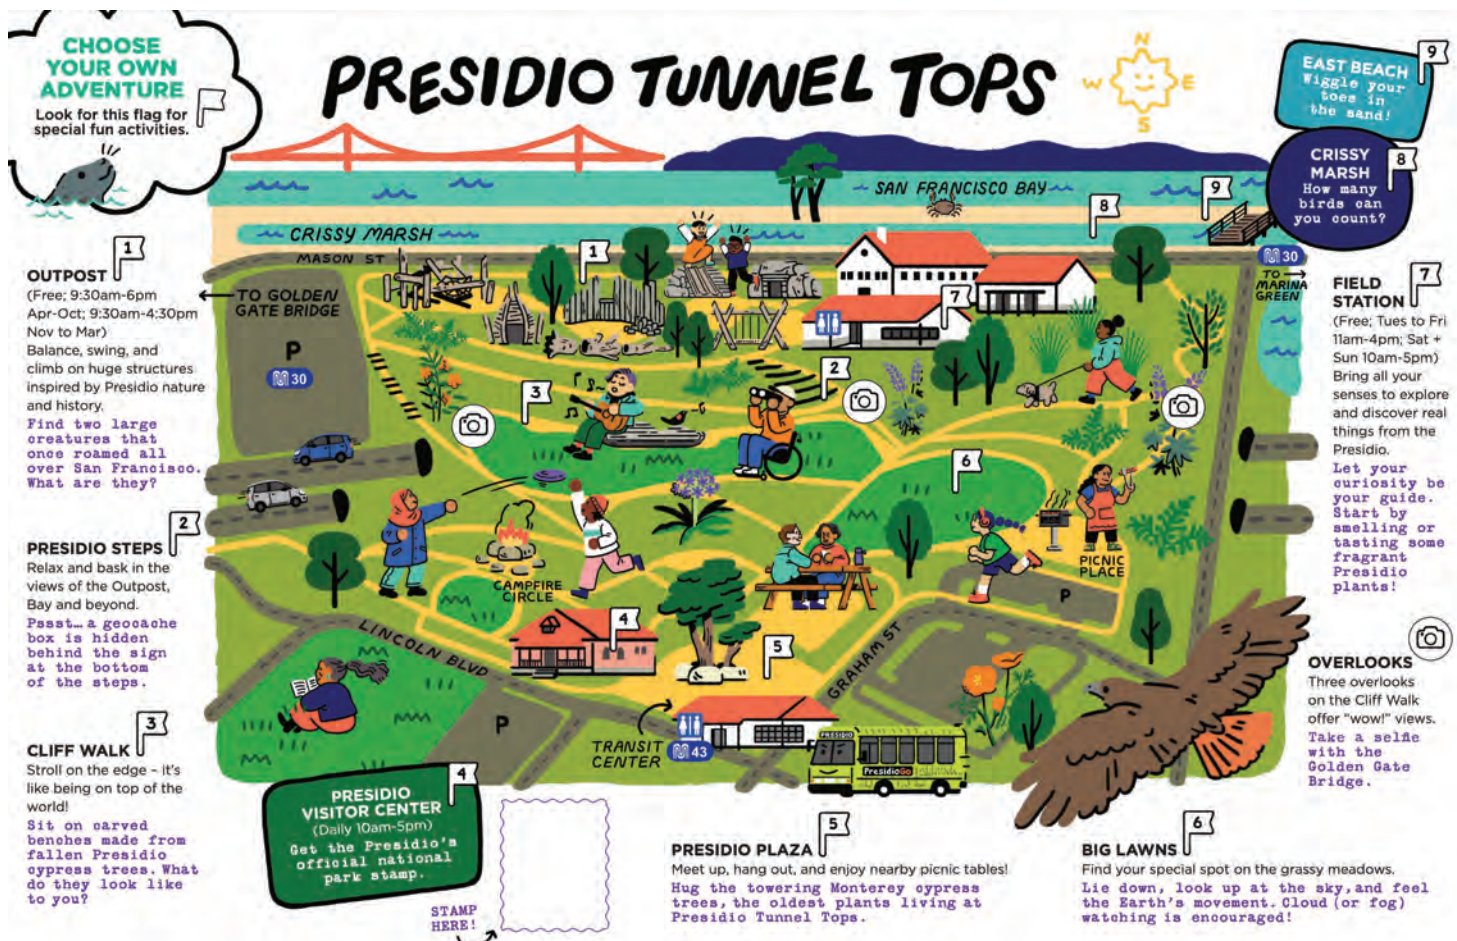 CHOOSE
YOUR OWN
ADVENTURE
Look for this flag for
special fun activities.
PRESIDIO TUNNEL TOPS
N
W E
S
9
EAST BEACH
Wiggle your
toes in
the sand!
8
CRISSY
MARSH
How many
birds can
you count?
1
OUTPOST
(Free; 9:30am-6pm
Apr-Oct; 9:30am-4:30pm
Nov to Mar)
Balance, swing, and
climb on huge structures
inspired by Presidio nature
and history.
Find two large
creatures that
once roamed all
over San Francisco.
What are they?
2
PRESIDIO STEPS
Relax and bask in the
views of the Outpost,
Bay and beyond.
Pssst... a geocache
box is hidden
behind the sign
at the bottom
of the steps.
3
CLIFF WALK
Stroll on the edge – it's
like being on top of the
world!
Sit on carved
benches made from
fallen Presidio
cypress trees. What
do they look like
to you?
SAN FRANCISCO BAY
CRISSY MARSH
MASON ST
8
9
1
TO GOLDEN
GATE BRIDGE
P
M 30
M 30
TO
MARINA
GREEN
7
2
3
6
CAMPFIRE
CIRCLE
PICNIC
PLACE
P
4
5
LINCOLN BLVD
GRAHAM ST
P
TRANSIT
CENTER
M 43
PRESIDIO
PresidiGo
7
FIELD
STATION
(Free; Tues to Fri
11am-4pm; Sat +
Sun 10am-5pm)
Bring all your
senses to explore
and discover real
things from the
Presidio.
Let your
curiosity be
your guide.
Start by
smelling or
tasting some
fragrant
Presidio
plants!
OVERLOOKS
Three overlooks
on the Cliff Walk
offer "wow!" views.
Take a selfie
with the
Golden Gate
Bridge.
4
PRESIDIO
VISITOR CENTER
(Daily 10am-5pm)
Get the Presidio's
official national
park stamp.
STAMP
HERE!
5
PRESIDIO PLAZA
Meet up, hang out, and enjoy nearby picnic tables!
Hug the towering Monterey cypress
trees, the oldest plants living at
Presidio Tunnel Tops.
6
BIG LAWNS
Find your special spot on the grassy meadows.
Lie down, look up at the sky, and feel
the Earth's movement. Cloud (or fog)
watching is encouraged!